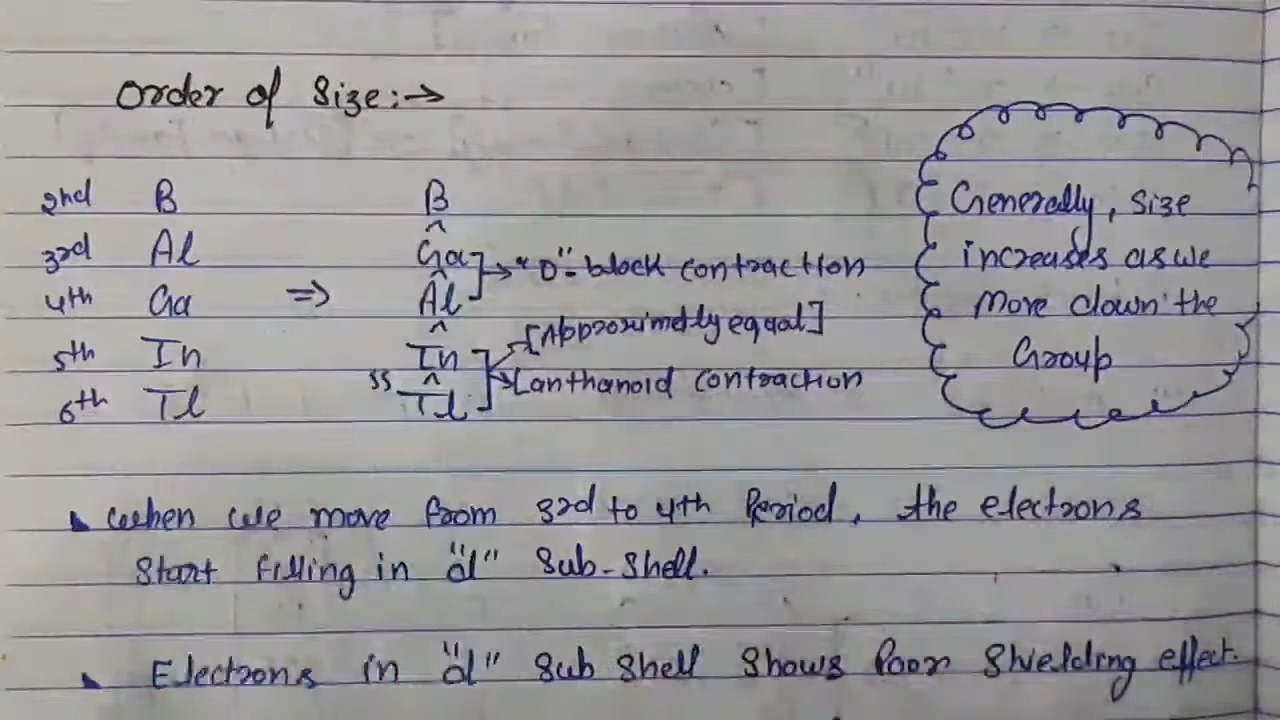 Order of Size:→
2nd B B
^
3rd Al Ga "D"-block contraction
^
4th Ga ⇒ Al
^ [Approximetly equal]
5th In In
^
6th Tl ss Tl Lanthanoid contraction
Generally, Size
increases as we
move down the
Group
When we move from 3rd to 4th Period, the electrons
Start filling in "d" Sub-shell.
Electrons in "d" Sub shell Shows Poor Shielding effect.